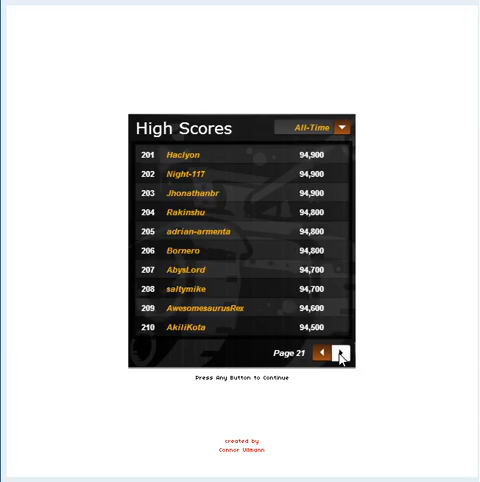 High Scores
All-Time
201 Haclyon 94,900
202 Night-117 94,900
203 Jhonathanbr 94,900
204 Rakinshu 94,800
205 adrian-armenta 94,800
206 Bornero 94,800
207 AbysLord 94,700
208 saltymike 94,700
209 AwesomesaurusRex 94,600
210 AkiliKota 94,500
Page 21
Press Any Button to Continue
created by
Connor Ullmann